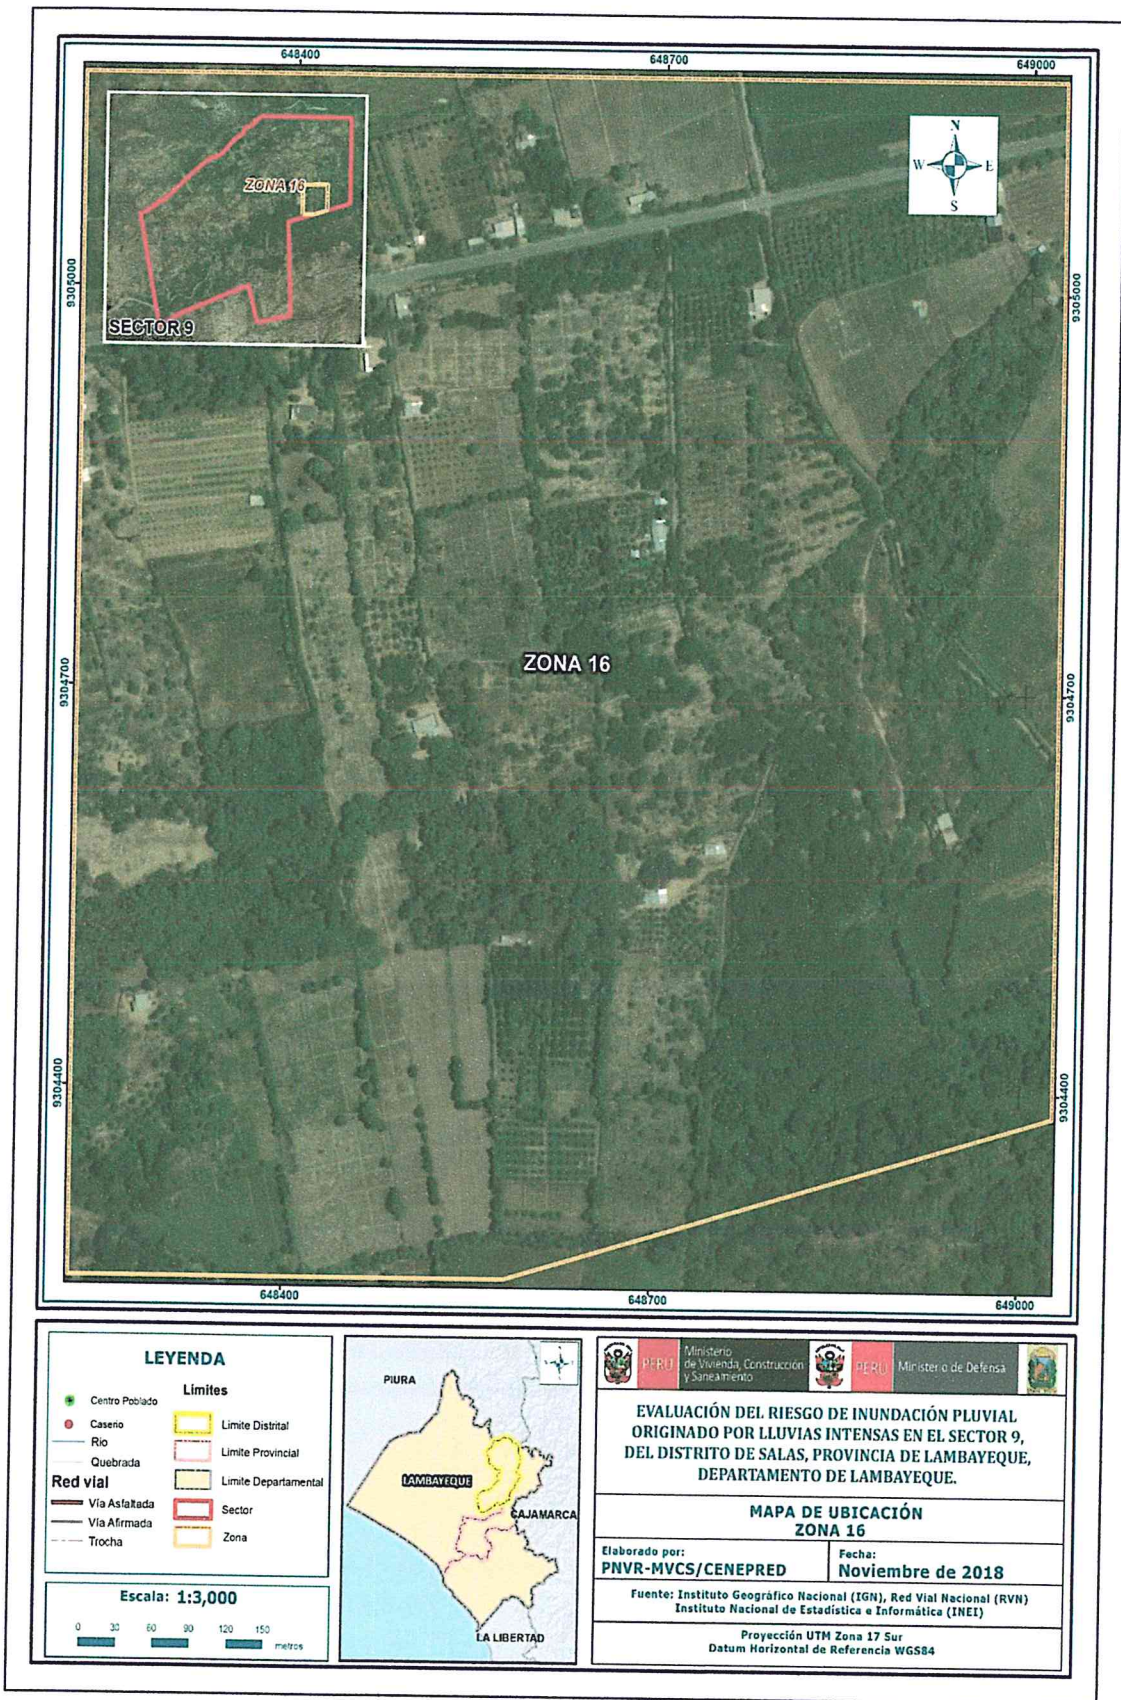 648400
648700
649000
N
W
E
S
ZONA 16
SECTOR 9
9305000
9305000
ZONA 16
9304700
9304700
9304400
9304400
648400
648700
649000
LEYENDA
Centro Poblado
Caserio
Rio
Quebrada
Red vial
Vía Asfaltada
Vía Afirmada
Trocha
Limites
Limite Distrital
Limite Provincial
Limite Departamental
Sector
Zona
Escala: 1:3,000
0 30 60 90 120 150
metros
PIURA
LAMBAYEQUE
CAJAMARCA
LA LIBERTAD
PERÚ
Ministerio
de Vivienda, Construcción
y Saneamiento
PERÚ
Ministerio de Defensa
EVALUACIÓN DEL RIESGO DE INUNDACIÓN PLUVIAL
ORIGINADO POR LLUVIAS INTENSAS EN EL SECTOR 9,
DEL DISTRITO DE SALAS, PROVINCIA DE LAMBAYEQUE,
DEPARTAMENTO DE LAMBAYEQUE.
MAPA DE UBICACIÓN
ZONA 16
Elaborado por:
PNVR-MVCS/CENEPRED
Fecha:
Noviembre de 2018
Fuente: Instituto Geográfico Nacional (IGN), Red Vial Nacional (RVN)
Instituto Nacional de Estadística e Informática (INEI)
Proyección UTM Zona 17 Sur
Datum Horizontal de Referencia WGS84